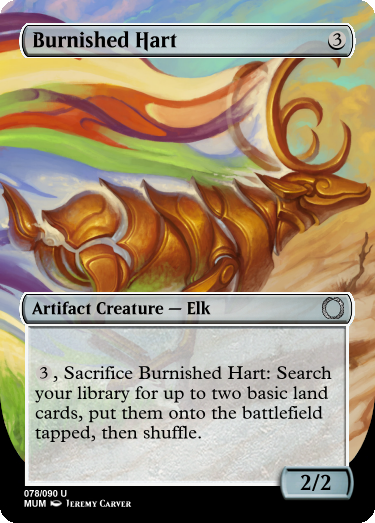 Burnished Hart 3
Artifact Creature — Elk
3 , Sacrifice Burnished Hart: Search
your library for up to two basic land
cards, put them onto the battlefield
tapped, then shuffle.
2/2
078/090 U
MUM Jeremy Carver